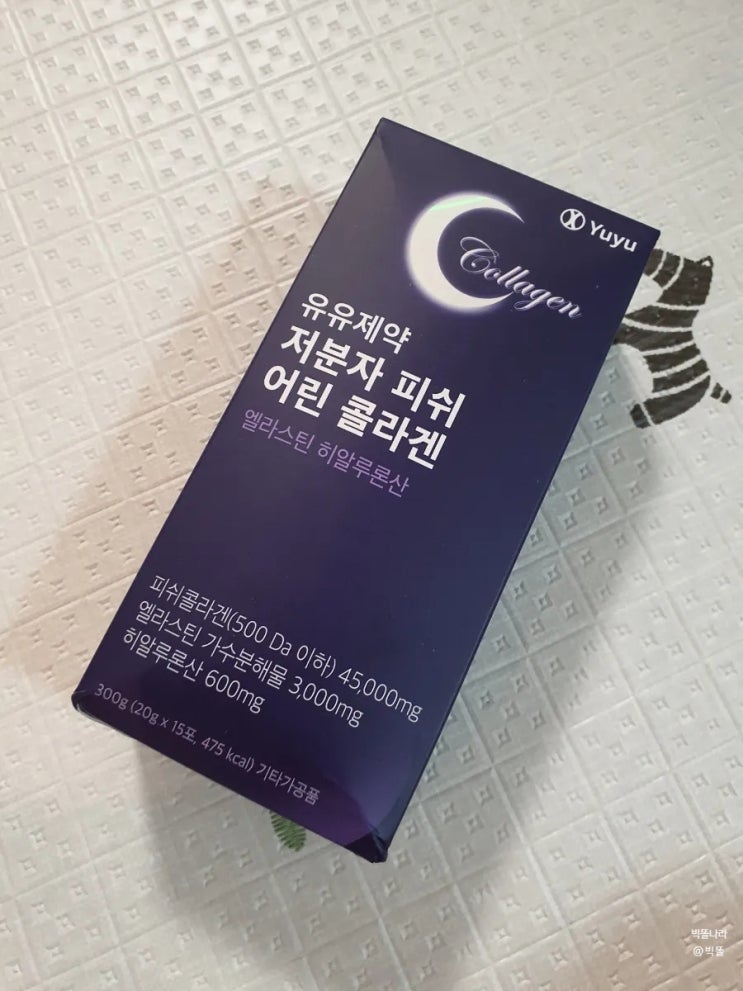 Yuyu
Collagen
유유제약
저분자 피쉬
어린 콜라겐
엘라스틴 히알루론산
피쉬콜라겐(500 Da 이하) 45,000mg
엘라스틴 가수분해물 3,000mg
히알루론산 600mg
300g (20g x 15포, 475 kcal) 기타가공품
빅똘나라
@빅똘